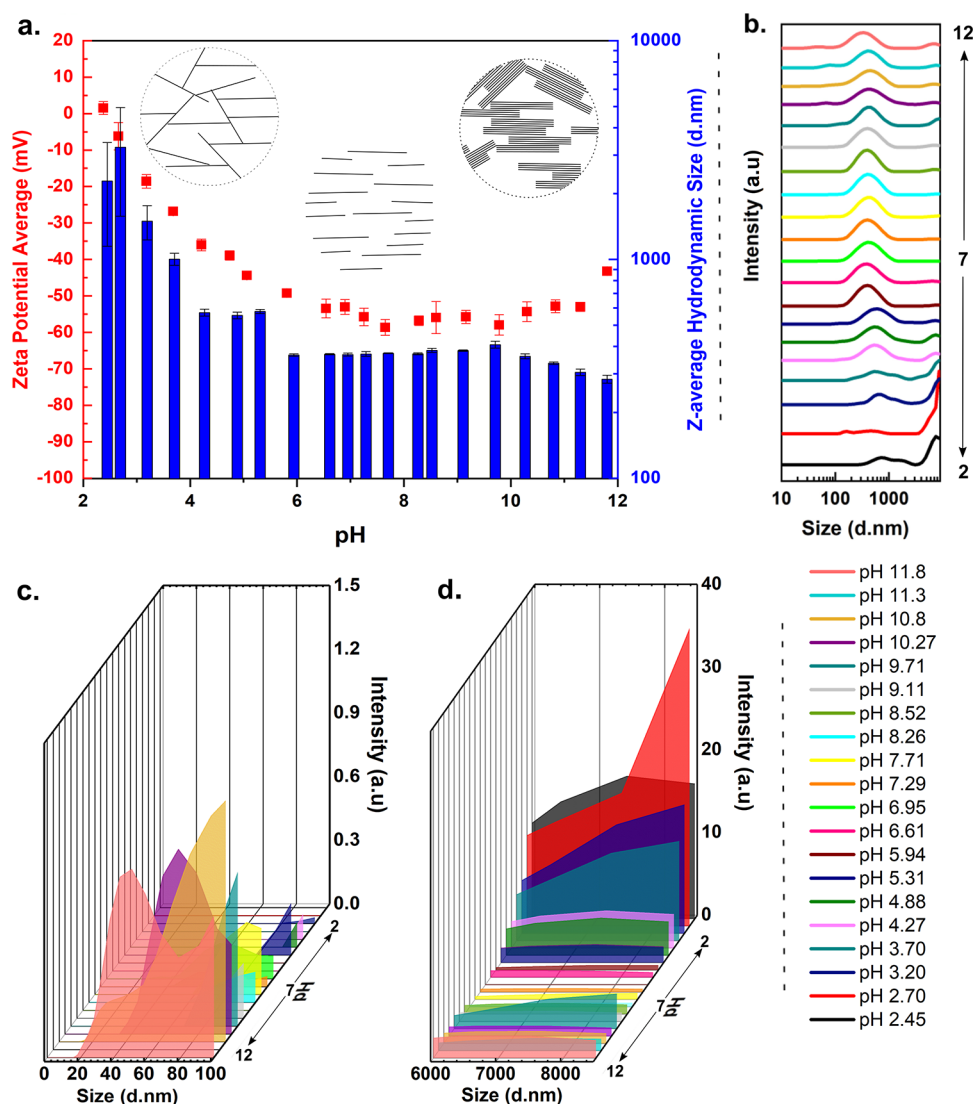 a.
Zeta Potential Average (mV)
20
10
0
-10
-20
-30
-40
-50
-60
-70
-80
-90
-100
2 4 6 8 10 12
pH
10000
1000
100
Z-average Hydrodynamic Size (d.nm)
b.
Intensity (a.u)
12
7
2
10 100 1000
Size (d.nm)
c.
1.5
1.2
0.9
0.6
0.3
0.0
Intensity (a.u)
2
7
pH
12
0 20 40 60 80 100
Size (d.nm)
d.
40
30
20
10
0
Intensity (a.u)
2
7
pH
12
6000 7000 8000
Size (d.nm)
pH 11.8
pH 11.3
pH 10.8
pH 10.27
pH 9.71
pH 9.11
pH 8.52
pH 8.26
pH 7.71
pH 7.29
pH 6.95
pH 6.61
pH 5.94
pH 5.31
pH 4.88
pH 4.27
pH 3.70
pH 3.20
pH 2.70
pH 2.45